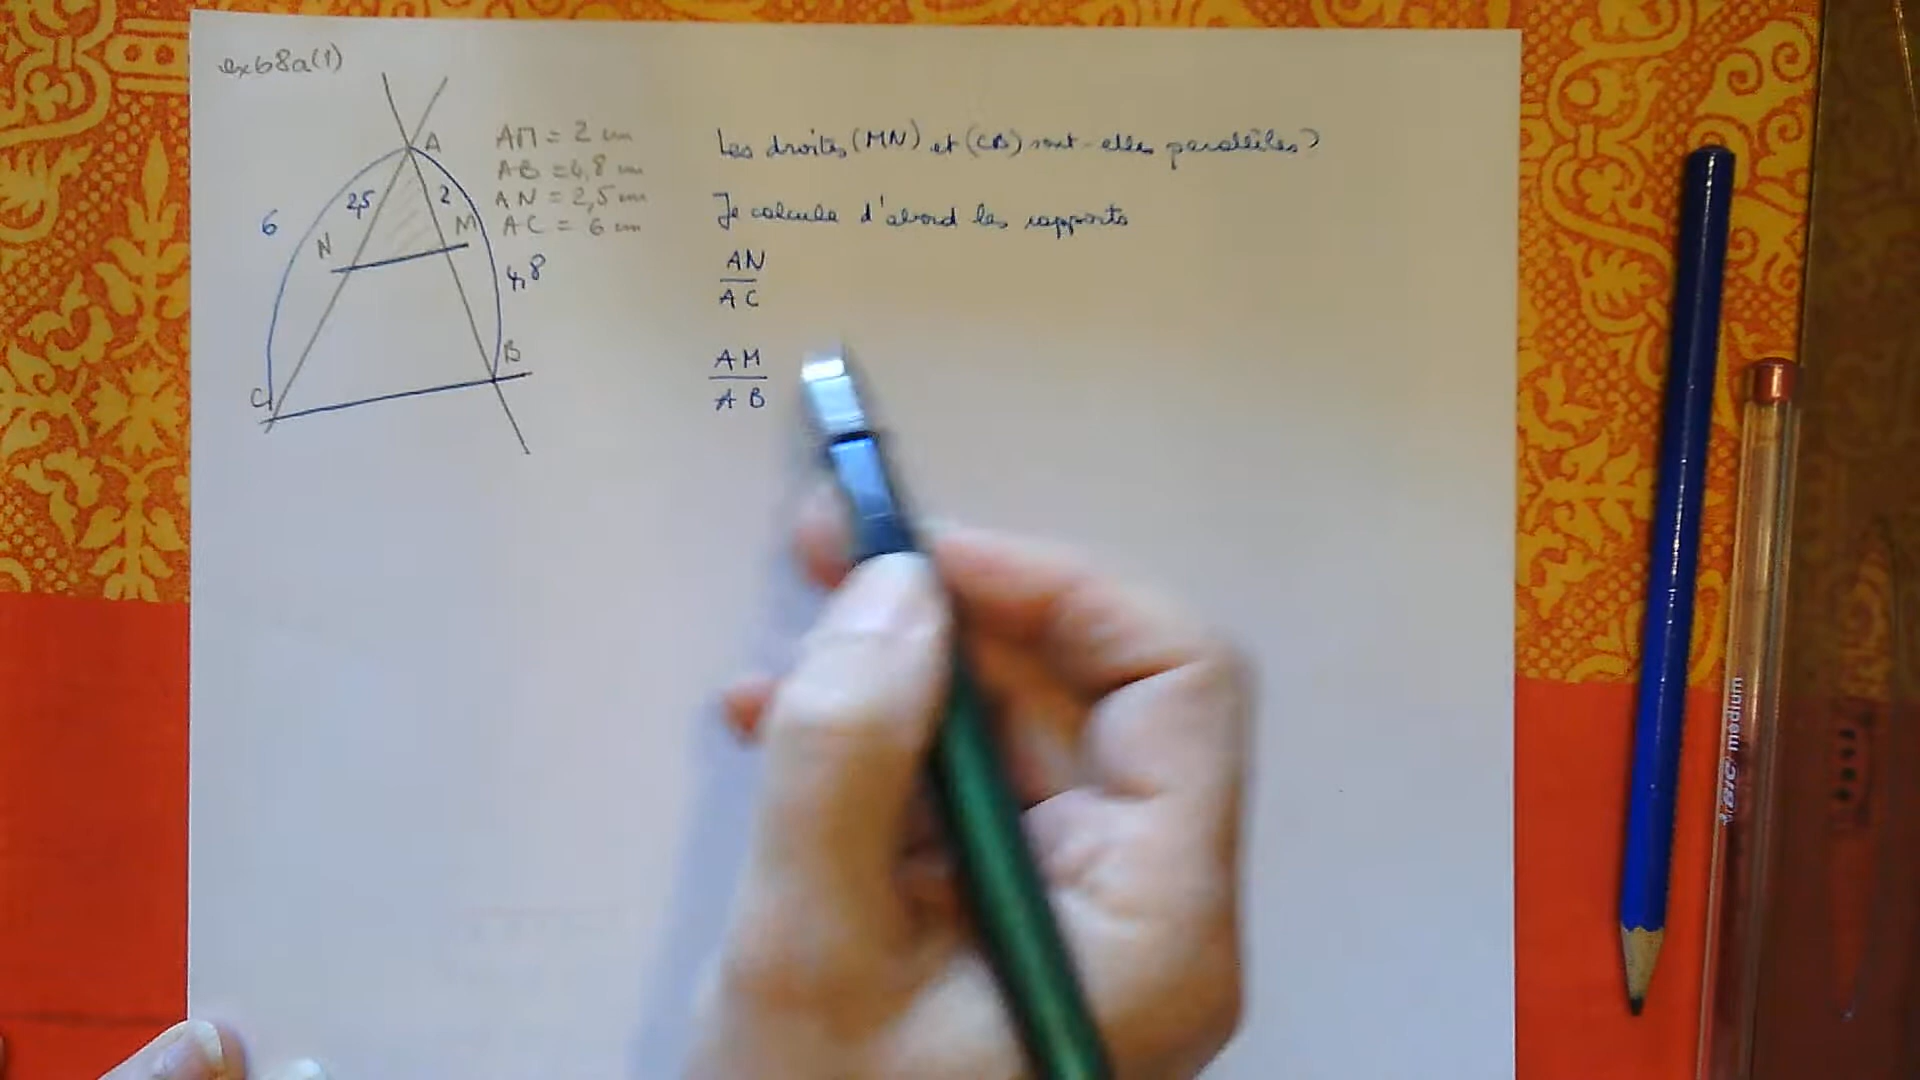 ex68a(1)
A
AM = 2 cm
AB = 4,8 cm
AN = 2,5 cm
AC = 6 cm
6
2,5
2
N
M
4,8
B
C
Les droites (MN) et (CB) sont-elles parallèles ?
Je calcule d'abord les rapports
AN
AC
AM
AB
BIC medium